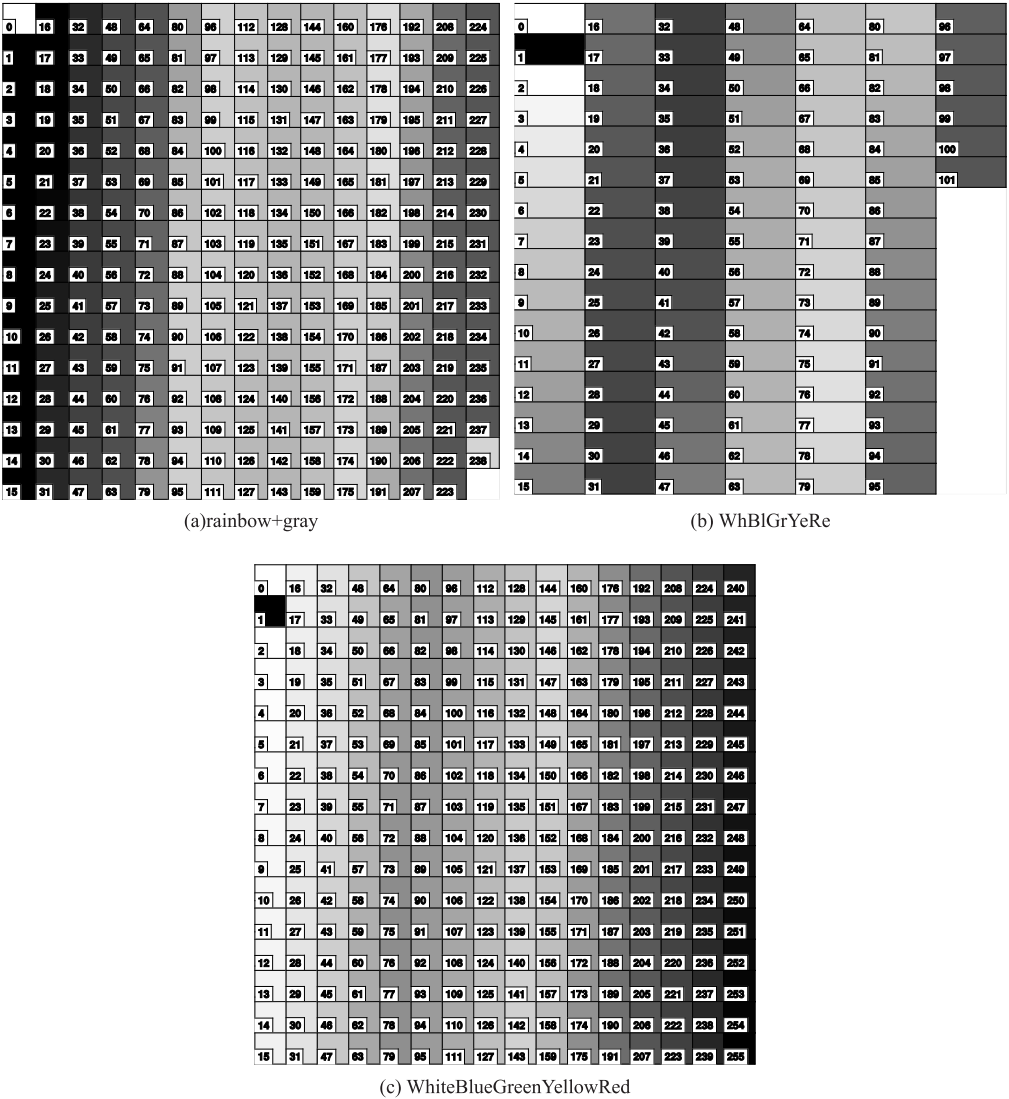 0 16 32 48 64 80 96 112 128 144 160 176 192 208 224
1 17 33 49 65 81 97 113 129 145 161 177 193 209 225
2 18 34 50 66 82 98 114 130 146 162 178 194 210 226
3 19 35 51 67 83 99 115 131 147 163 179 195 211 227
4 20 36 52 68 84 100 116 132 148 164 180 196 212 228
5 21 37 53 69 85 101 117 133 149 165 181 197 213 229
6 22 38 54 70 86 102 118 134 150 166 182 198 214 230
7 23 39 55 71 87 103 119 135 151 167 183 199 215 231
8 24 40 56 72 88 104 120 136 152 168 184 200 216 232
9 25 41 57 73 89 105 121 137 153 169 185 201 217 233
10 26 42 58 74 90 106 122 138 154 170 186 202 218 234
11 27 43 59 75 91 107 123 139 155 171 187 203 219 235
12 28 44 60 76 92 108 124 140 156 172 188 204 220 236
13 29 45 61 77 93 109 125 141 157 173 189 205 221 237
14 30 46 62 78 94 110 126 142 158 174 190 206 222 238
15 31 47 63 79 95 111 127 143 159 175 191 207 223
(a)rainbow+gray
0 16 32 48 64 80 96
1 17 33 49 65 81 97
2 18 34 50 66 82 98
3 19 35 51 67 83 99
4 20 36 52 68 84 100
5 21 37 53 69 85 101
6 22 38 54 70 86
7 23 39 55 71 87
8 24 40 56 72 88
9 25 41 57 73 89
10 26 42 58 74 90
11 27 43 59 75 91
12 28 44 60 76 92
13 29 45 61 77 93
14 30 46 62 78 94
15 31 47 63 79 95
(b) WhBlGrYeRe
0 16 32 48 64 80 96 112 128 144 160 176 192 208 224 240
1 17 33 49 65 81 97 113 129 145 161 177 193 209 225 241
2 18 34 50 66 82 98 114 130 146 162 178 194 210 226 242
3 19 35 51 67 83 99 115 131 147 163 179 195 211 227 243
4 20 36 52 68 84 100 116 132 148 164 180 196 212 228 244
5 21 37 53 69 85 101 117 133 149 165 181 197 213 229 245
6 22 38 54 70 86 102 118 134 150 166 182 198 214 230 246
7 23 39 55 71 87 103 119 135 151 167 183 199 215 231 247
8 24 40 56 72 88 104 120 136 152 168 184 200 216 232 248
9 25 41 57 73 89 105 121 137 153 169 185 201 217 233 249
10 26 42 58 74 90 106 122 138 154 170 186 202 218 234 250
11 27 43 59 75 91 107 123 139 155 171 187 203 219 235 251
12 28 44 60 76 92 108 124 140 156 172 188 204 220 236 252
13 29 45 61 77 93 109 125 141 157 173 189 205 221 237 253
14 30 46 62 78 94 110 126 142 158 174 190 206 222 238 254
15 31 47 63 79 95 111 127 143 159 175 191 207 223 239 255
(c) WhiteBlueGreenYellowRed